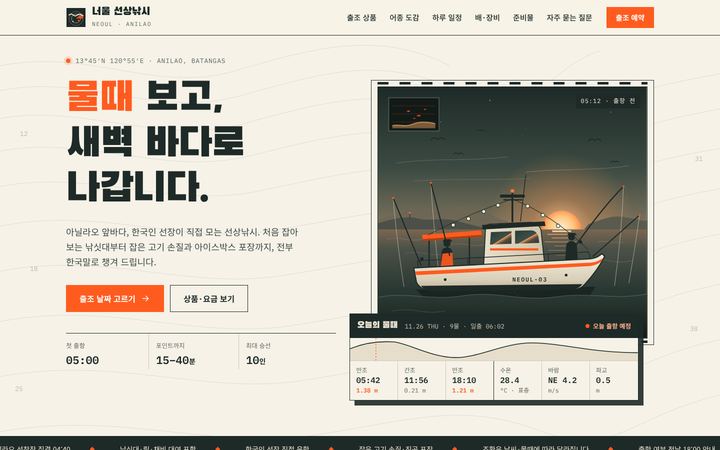 너울 선상낚시
NEOUL · ANILAO
출조 상품
어종 도감
하루 일정
배·장비
준비물
자주 묻는 질문
출조 예약
13°45′N 120°55′E · ANILAO, BATANGAS
물때 보고,
새벽 바다로
나갑니다.
아닐라오 앞바다, 한국인 선장이 직접 모는 선상낚시. 처음 잡아
보는 낚싯대부터 잡은 고기 손질과 아이스박스 포장까지, 전부
한국말로 챙겨 드립니다.
출조 날짜 고르기 →
상품·요금 보기
첫 출항
05:00
포인트까지
15–40분
최대 승선
10인
05:12 · 출항 전
NEOUL-03
오늘의 물때
11.26 THU · 9물 · 일출 06:02
오늘 출항 예정
만조
05:42
1.38 m
간조
11:56
0.21 m
만조
18:10
1.21 m
수온
28.4
°C · 표층
바람
NE 4.2
m/s
파고
0.5
m
12
18
25
31
38